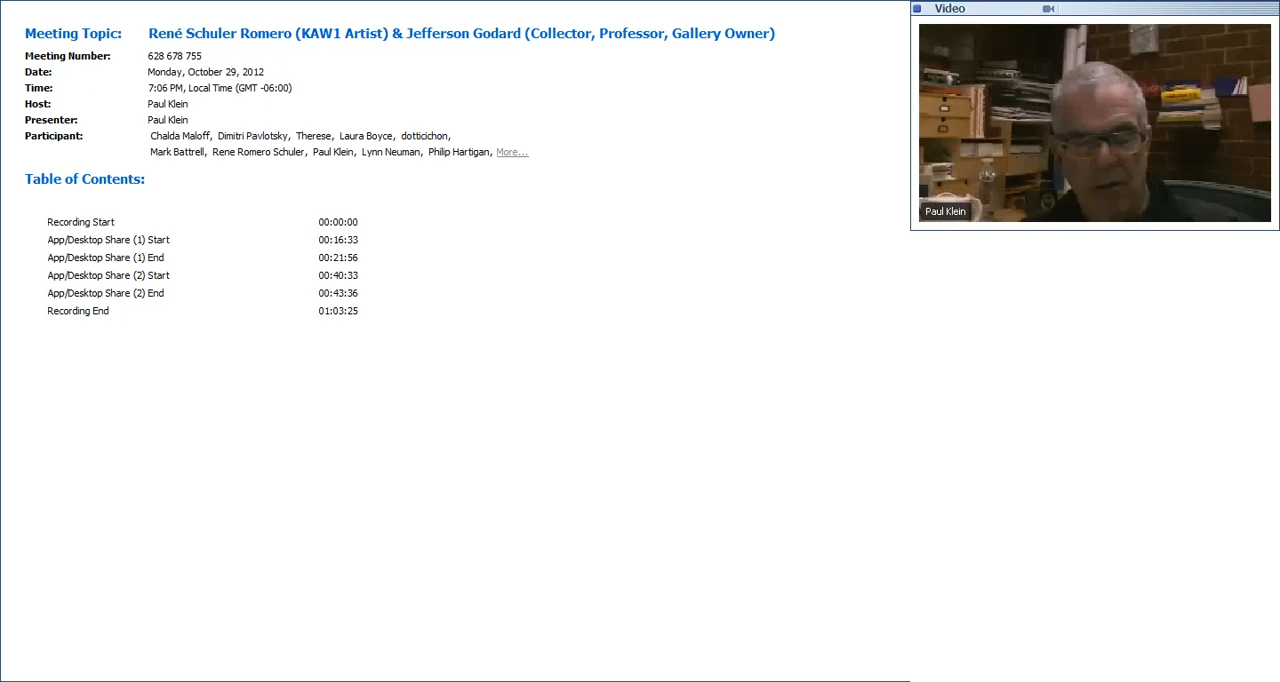 Meeting Topic: René Schuler Romero (KAW1 Artist) & Jefferson Godard (Collector, Professor, Gallery Owner)
Meeting Number: 628 678 755
Date: Monday, October 29, 2012
Time: 7:06 PM, Local Time (GMT -06:00)
Host: Paul Klein
Presenter: Paul Klein
Participant: Chalda Maloff, Dimitri Pavlotsky, Therese, Laura Boyce, dotticichon,
Mark Battrell, Rene Romero Schuler, Paul Klein, Lynn Neuman, Philip Hartigan, More...
Table of Contents:
Recording Start 00:00:00
App/Desktop Share (1) Start 00:16:33
App/Desktop Share (1) End 00:21:56
App/Desktop Share (2) Start 00:40:33
App/Desktop Share (2) End 00:43:36
Recording End 01:03:25
Video
Paul Klein